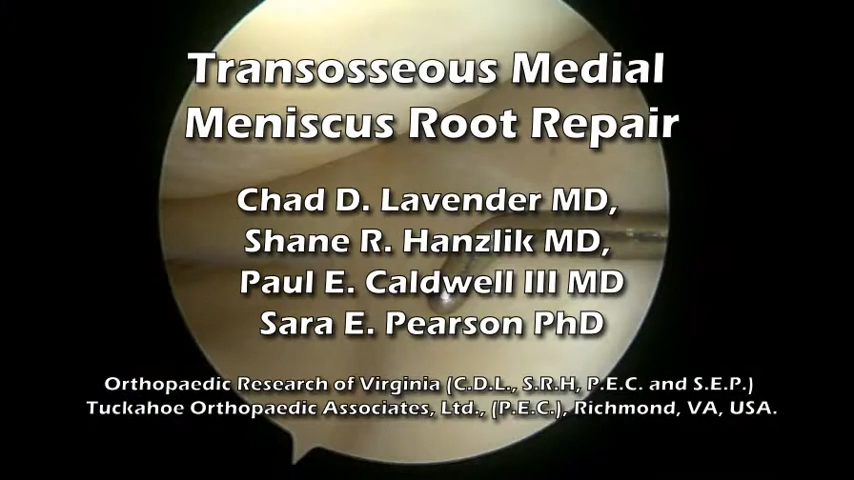 Transosseous Medial
Meniscus Root Repair
Chad D. Lavender MD,
Shane R. Hanzlik MD,
Paul E. Caldwell III MD
Sara E. Pearson PhD
Orthopaedic Research of Virginia (C.D.L., S.R.H, P.E.C. and S.E.P.)
Tuckahoe Orthopaedic Associates, Ltd., (P.E.C.), Richmond, VA, USA.